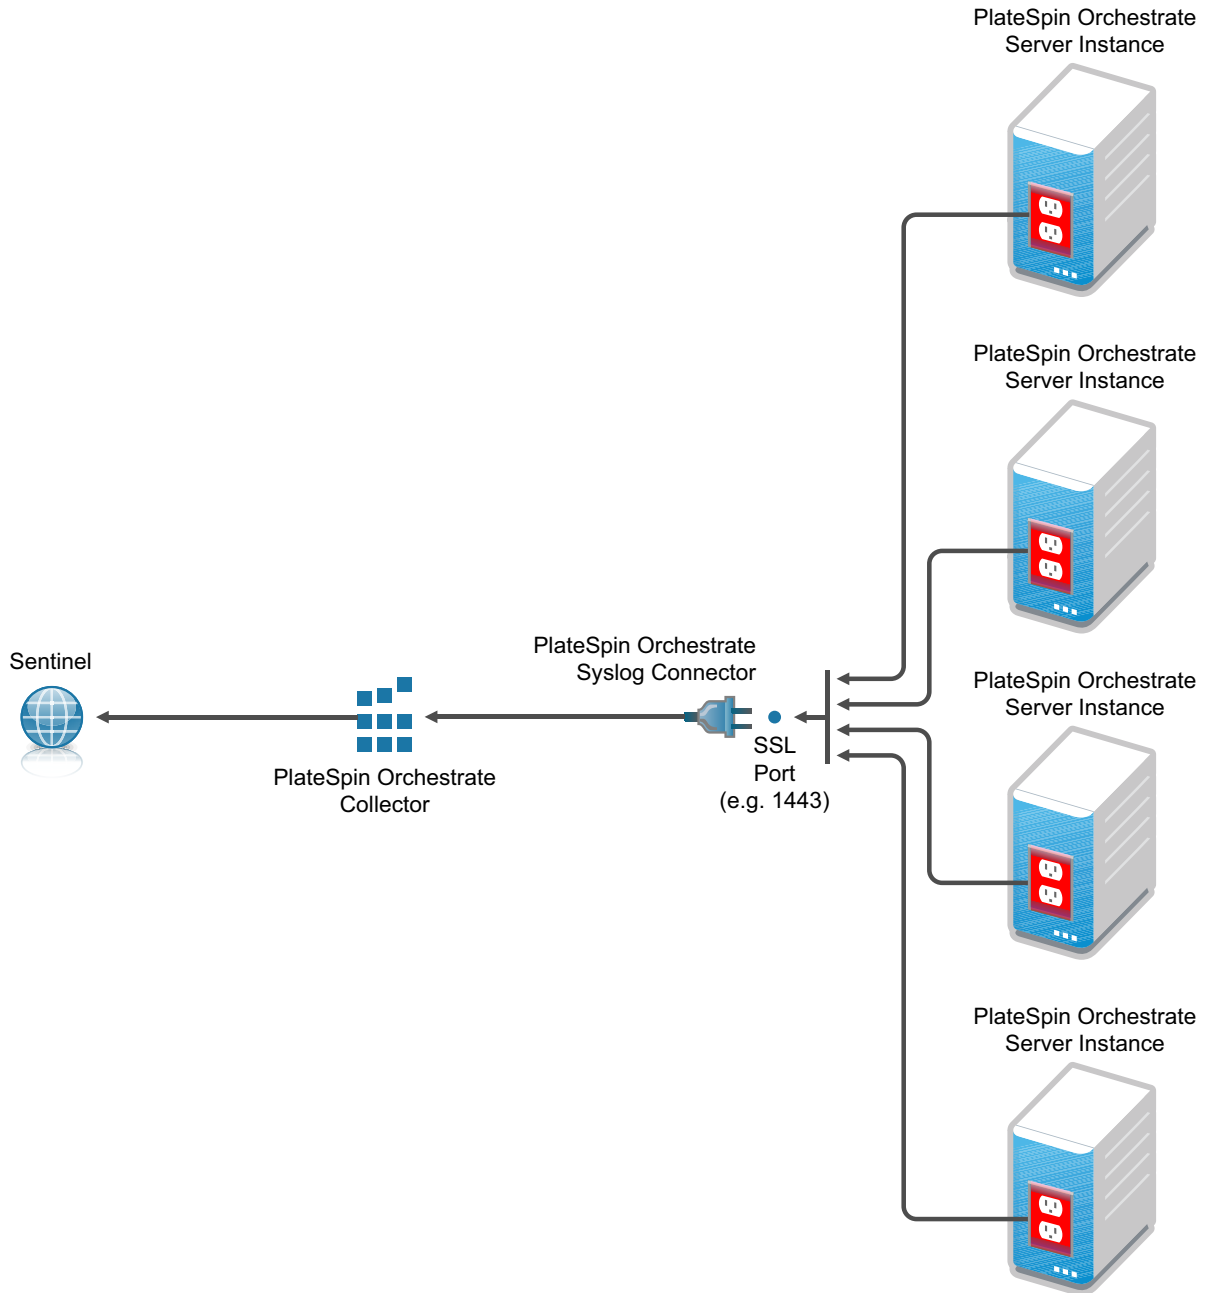 PlateSpin Orchestrate
Server Instance
PlateSpin Orchestrate
Server Instance
PlateSpin Orchestrate
Syslog Connector
Sentinel
PlateSpin Orchestrate
Server Instance
SSL
Port
(e.g. 1443)
PlateSpin Orchestrate
Collector
PlateSpin Orchestrate
Server Instance